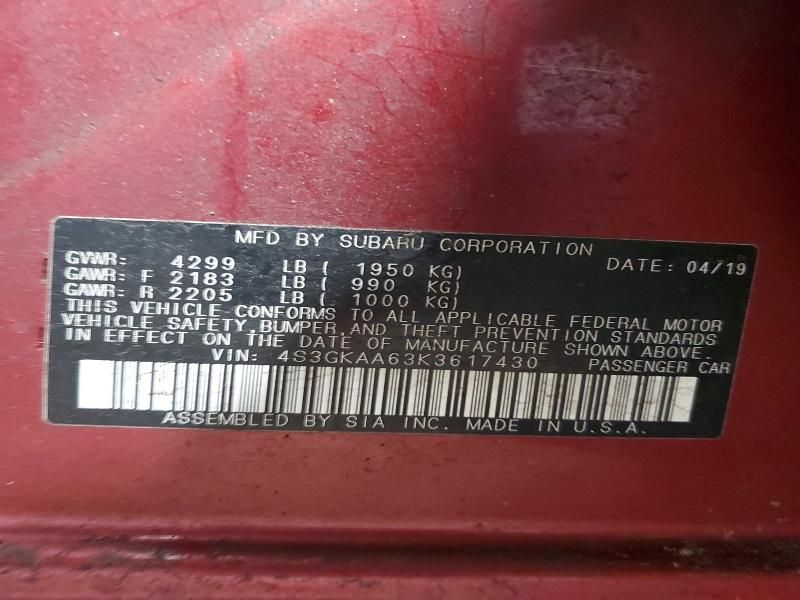 MFD BY SUBARU CORPORATION
DATE: 04/19
GVWR: 4299 LB ( 1950 KG)
GAWR: F 2183 LB ( 990 KG)
GAWR: R 2205 LB ( 1000 KG)
THIS VEHICLE CONFORMS TO ALL APPLICABLE FEDERAL MOTOR
VEHICLE SAFETY, BUMPER, AND THEFT PREVENTION STANDARDS
IN EFFECT ON THE DATE OF MANUFACTURE SHOWN ABOVE.
VIN: 4S3GKAA63K3617430 PASSENGER CAR
ASSEMBLED BY SIA INC. MADE IN U.S.A.